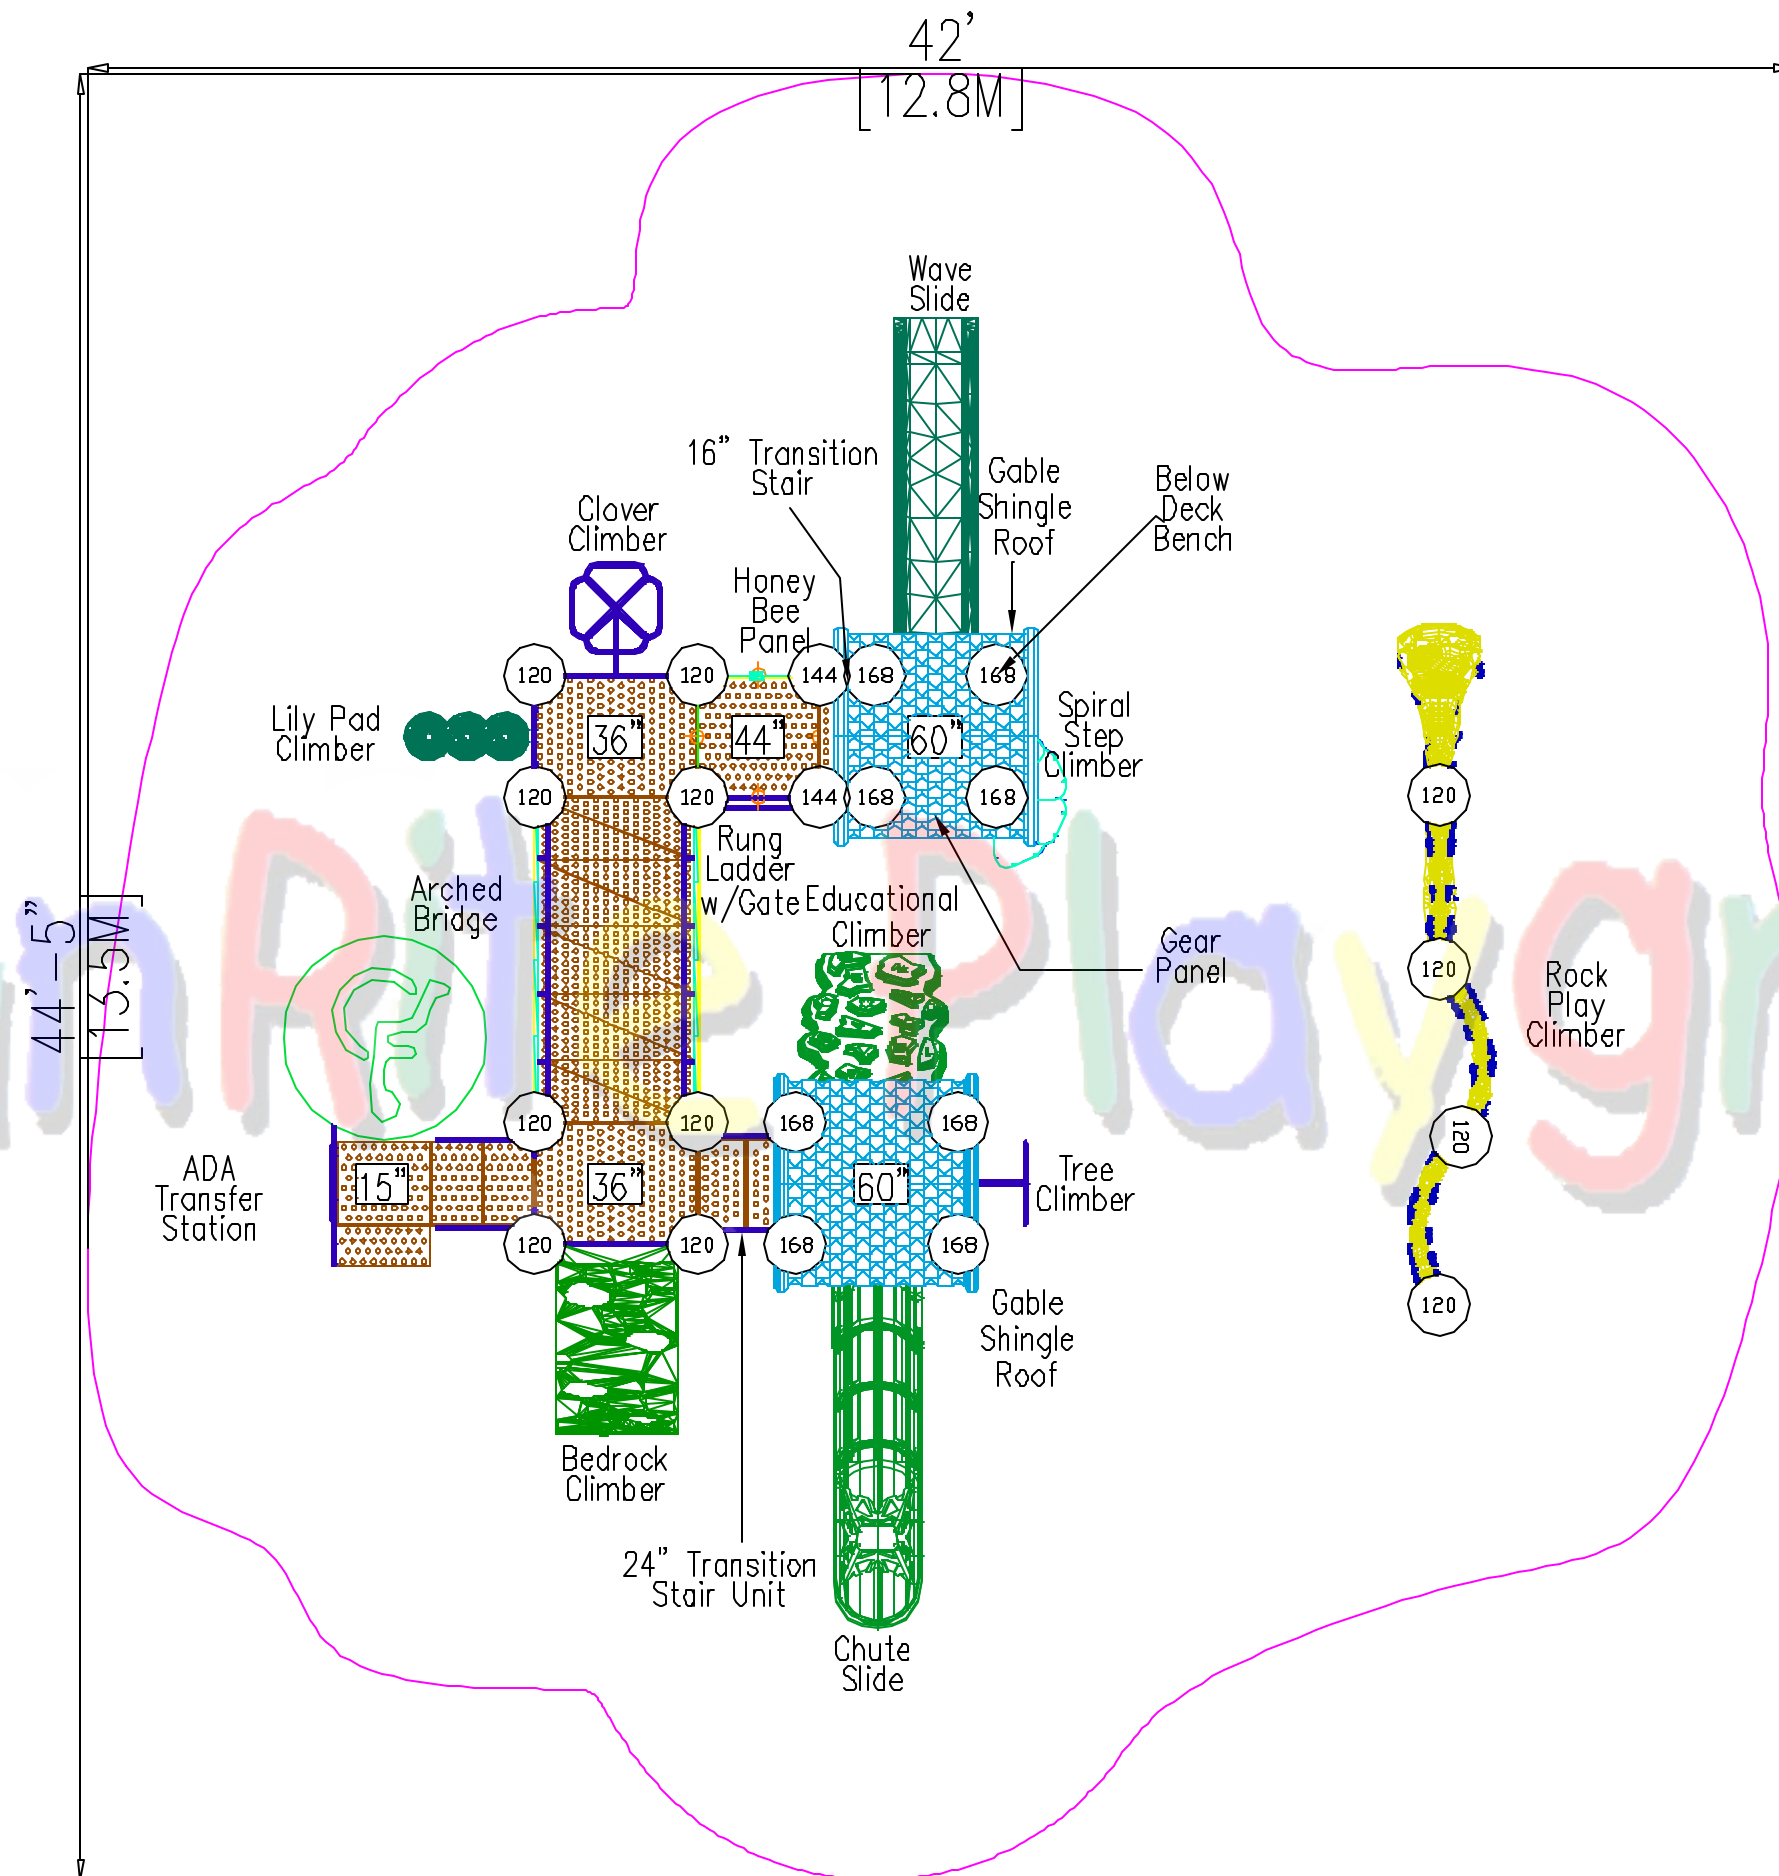 42'
[12.8M]
Wave
Slide
16" Transition
Stair
Gable
Shingle
Roof
Below
Deck
Bench
Clover
Climber
Honey
Bee
Panel
120
120
144
168
168
Lily Pad
Climber
36"
44"
60"
Spiral
Step
Climber
120
120
144
168
168
120
Rung
Ladder
w/Gate
Arched
Bridge
Educational
Climber
Gear
Panel
120
Rock
Play
Climber
44'-5"
[13.5M]
nRite Playgr
120
120
168
168
120
ADA
Transfer
Station
15"
36"
60"
Tree
Climber
120
120
168
168
120
Gable
Shingle
Roof
Bedrock
Climber
24" Transition
Stair Unit
Chute
Slide